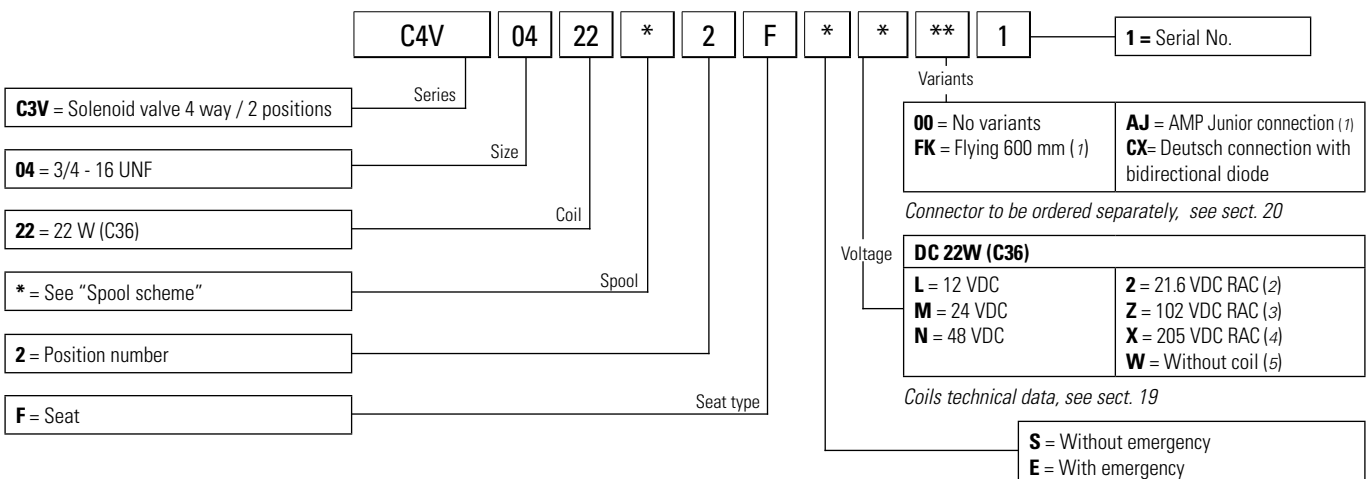 C4V 04 22 * 2 F * * ** 1
1 = Serial No.
Variants
Series
C3V = Solenoid valve 4 way / 2 positions
00 = No variants
FK = Flying 600 mm (1)
AJ = AMP Junior connection (1)
CX= Deutsch connection with
bidirectional diode
Size
04 = 3/4 - 16 UNF
Connector to be ordered separately, see sect. 20
Coil
22 = 22 W (C36)
Voltage
DC 22W (C36)
L = 12 VDC
M = 24 VDC
N = 48 VDC
2 = 21.6 VDC RAC (2)
Z = 102 VDC RAC (3)
X = 205 VDC RAC (4)
W = Without coil (5)
Spool
* = See “Spool scheme”
2 = Position number
Coils technical data, see sect. 19
Seat type
F = Seat
S = Without emergency
E = With emergency